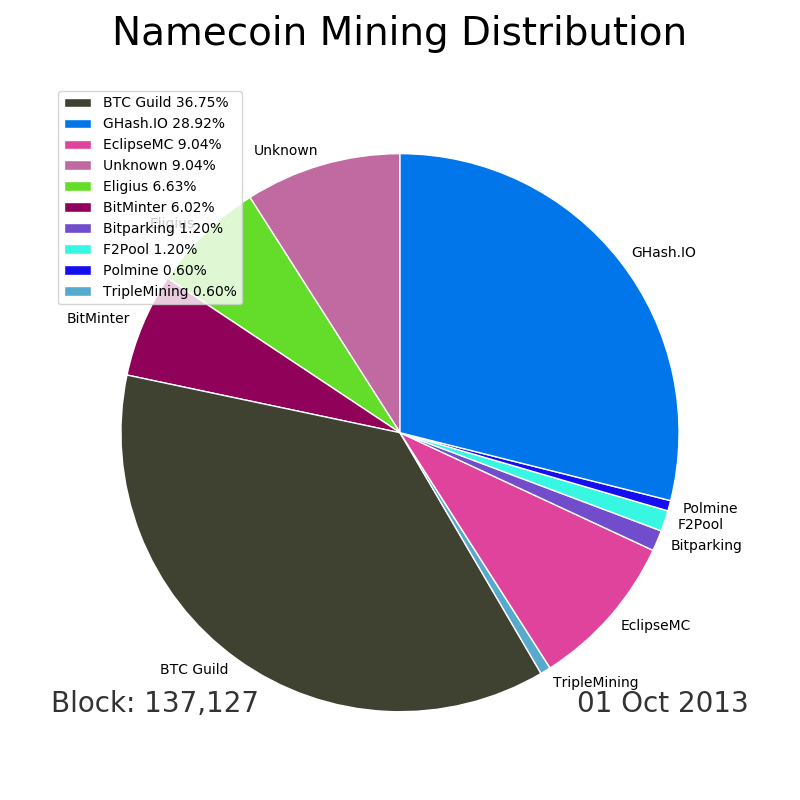 Namecoin Mining Distribution
BTC Guild 36.75%
GHash.IO 28.92%
EclipseMC 9.04%
Unknown 9.04%
Eligius 6.63%
BitMinter 6.02%
Bitparking 1.20%
F2Pool 1.20%
Polmine 0.60%
TripleMining 0.60%
Unknown
GHash.IO
Eligius
BitMinter
Polmine
F2Pool
Bitparking
EclipseMC
BTC Guild
TripleMining
Block: 137,127
01 Oct 2013